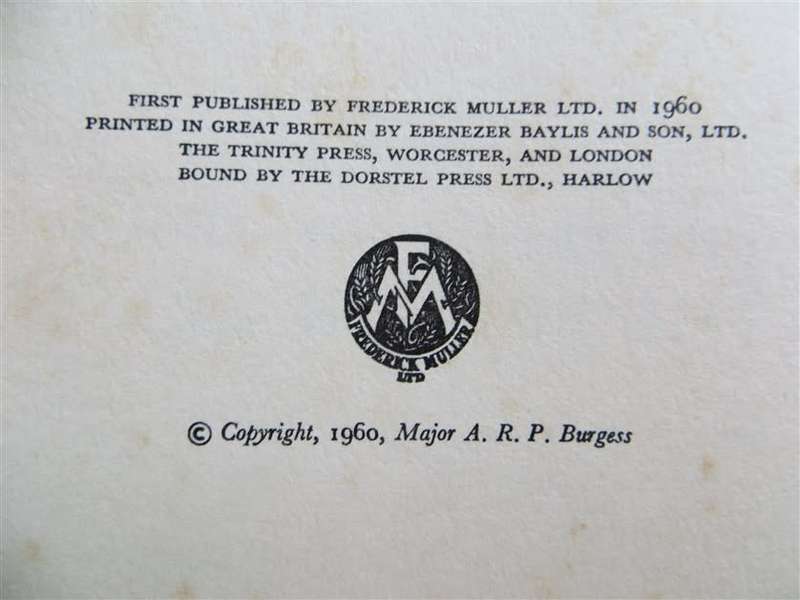 FIRST PUBLISHED BY FREDERICK MULLER LTD. IN 1960
PRINTED IN GREAT BRITAIN BY EBENEZER BAYLIS AND SON, LTD.
THE TRINITY PRESS, WORCESTER, AND LONDON
BOUND BY THE DORSTEL PRESS LTD., HARLOW
FM
FREDERICK MULLER
LTD
© Copyright, 1960, Major A. R. P. Burgess